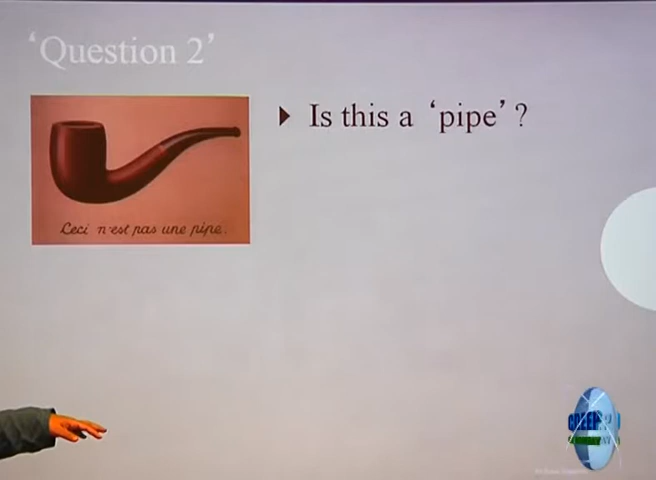 ‘Question 2’
Is this a ‘pipe’?
Ceci n'est pas une pipe.